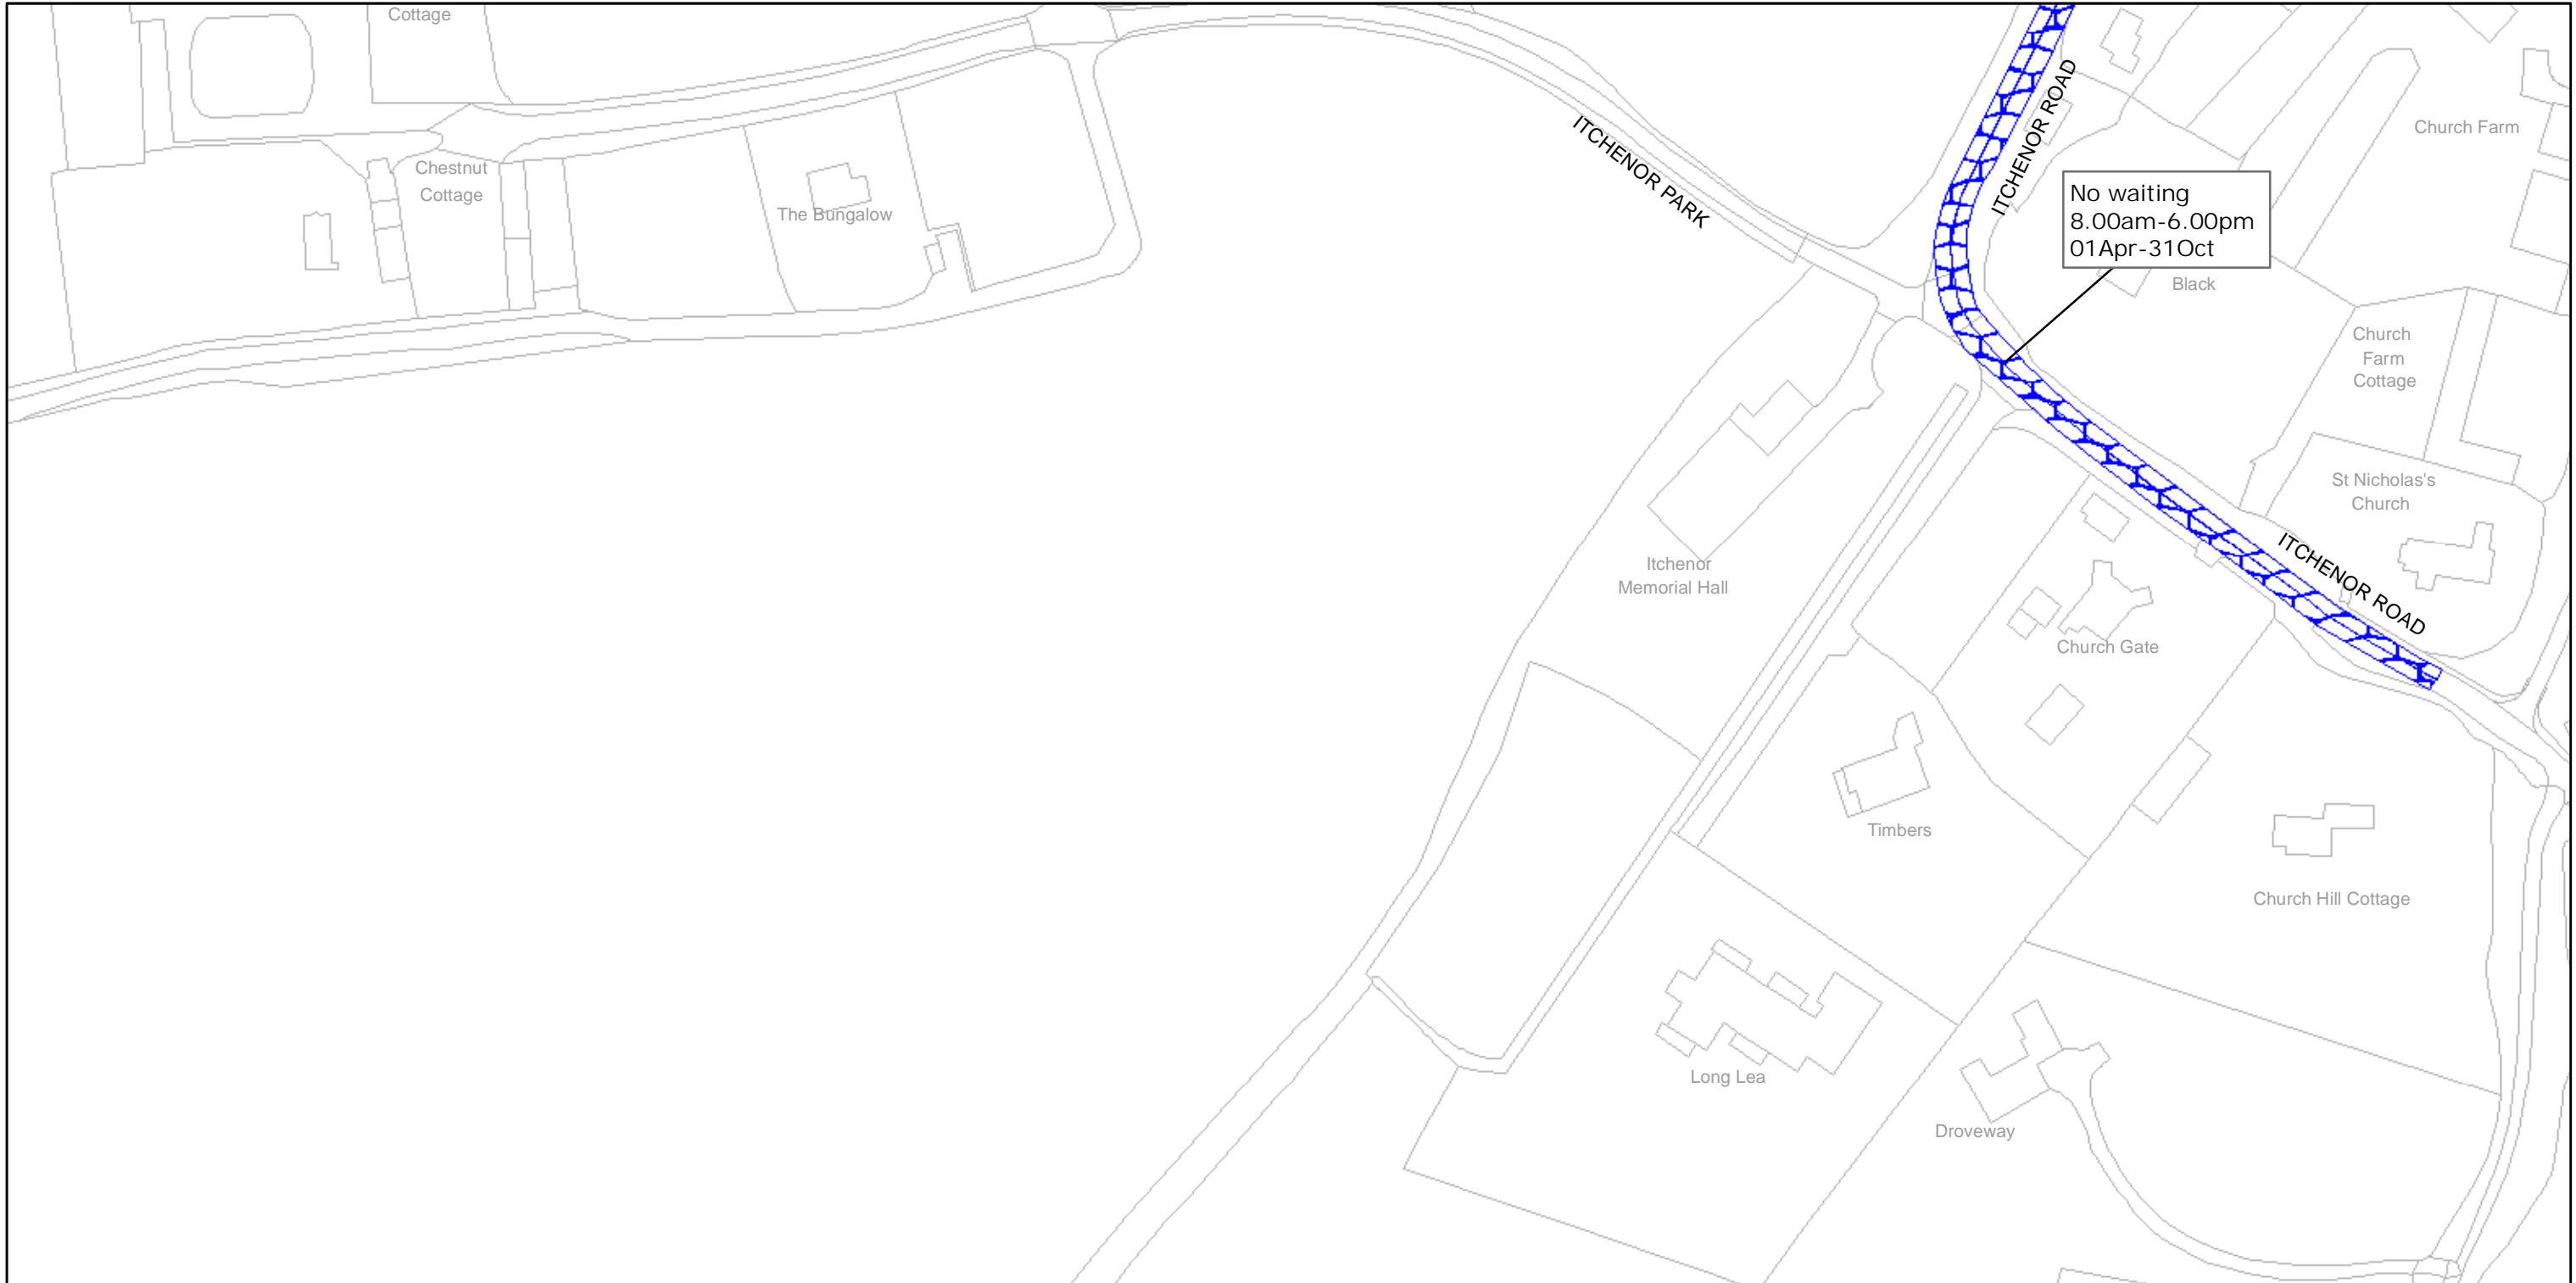 Cottage
ITCHENOR ROAD
ITCHENOR PARK
Church Farm
Chestnut
Cottage
The Bungalow
No waiting
8.00am-6.00pm
01Apr-31Oct
Black
Church
Farm
Cottage
St Nicholas's
Church
Itchenor
Memorial Hall
ITCHENOR ROAD
Church Gate
Timbers
Church Hill Cottage
Long Lea
Droveway